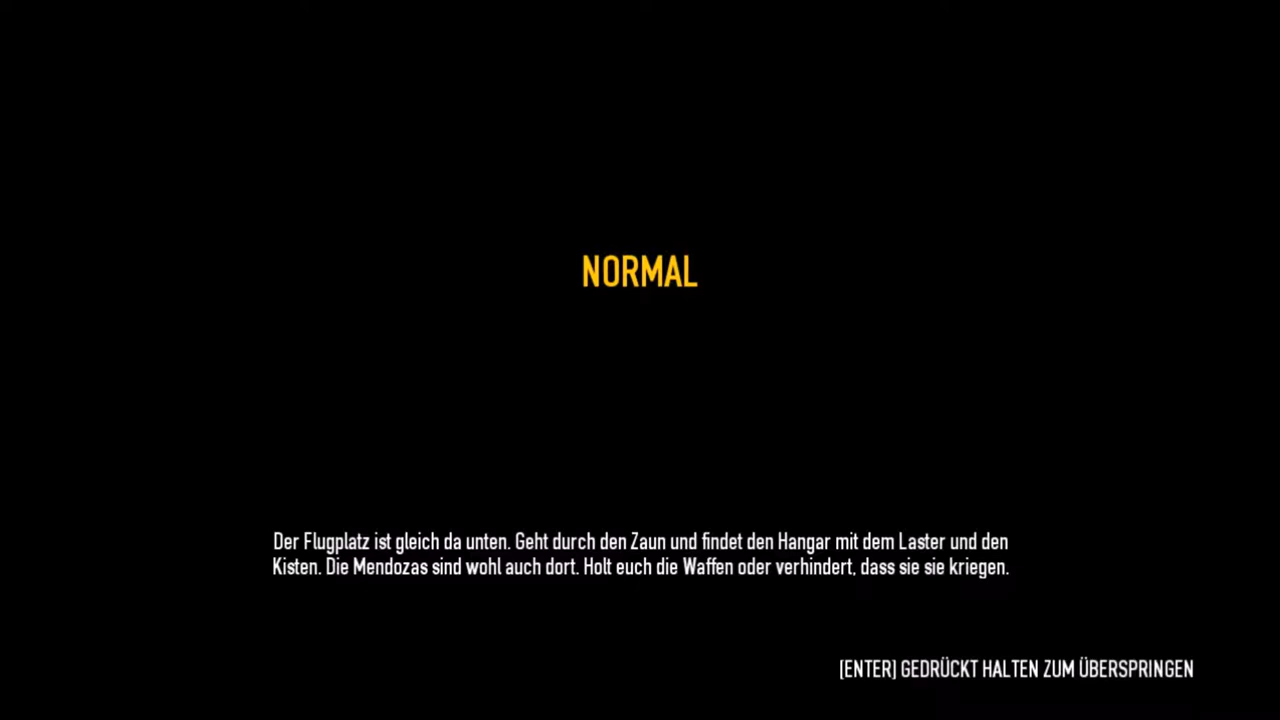 NORMAL
Der Flugplatz ist gleich da unten. Geht durch den Zaun und findet den Hangar mit dem Laster und den
Kisten. Die Mendozas sind wohl auch dort. Holt euch die Waffen oder verhindert, dass sie sie kriegen.
[ENTER] GEDRÜCKT HALTEN ZUM ÜBERSPRINGEN